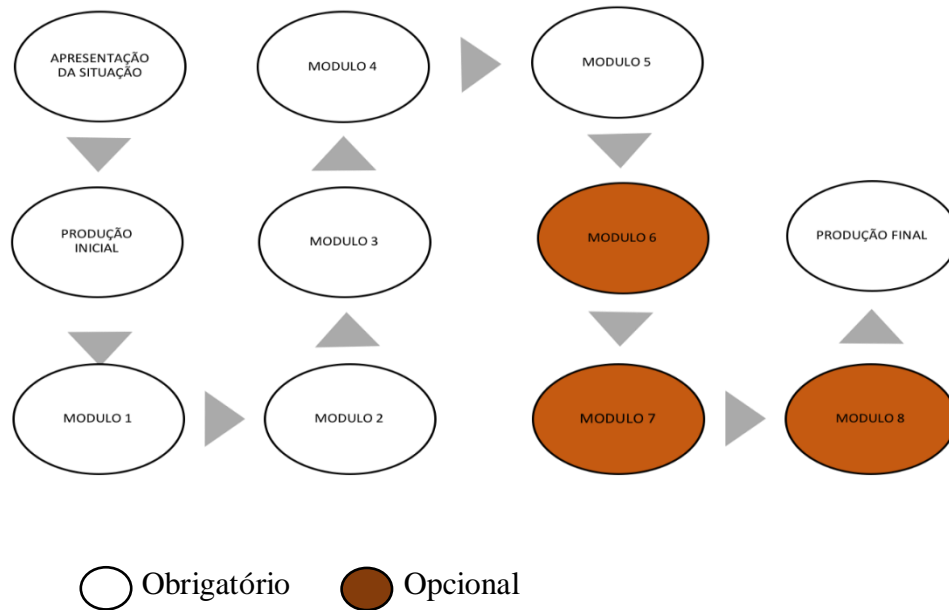 APRESENTAÇÃO
DA SITUAÇÃO
PRODUÇÃO
INICIAL
MODULO 1
MODULO 2
MODULO 3
MODULO 4
MODULO 5
MODULO 6
MODULO 7
MODULO 8
PRODUÇÃO FINAL
Obrigatório
Opcional